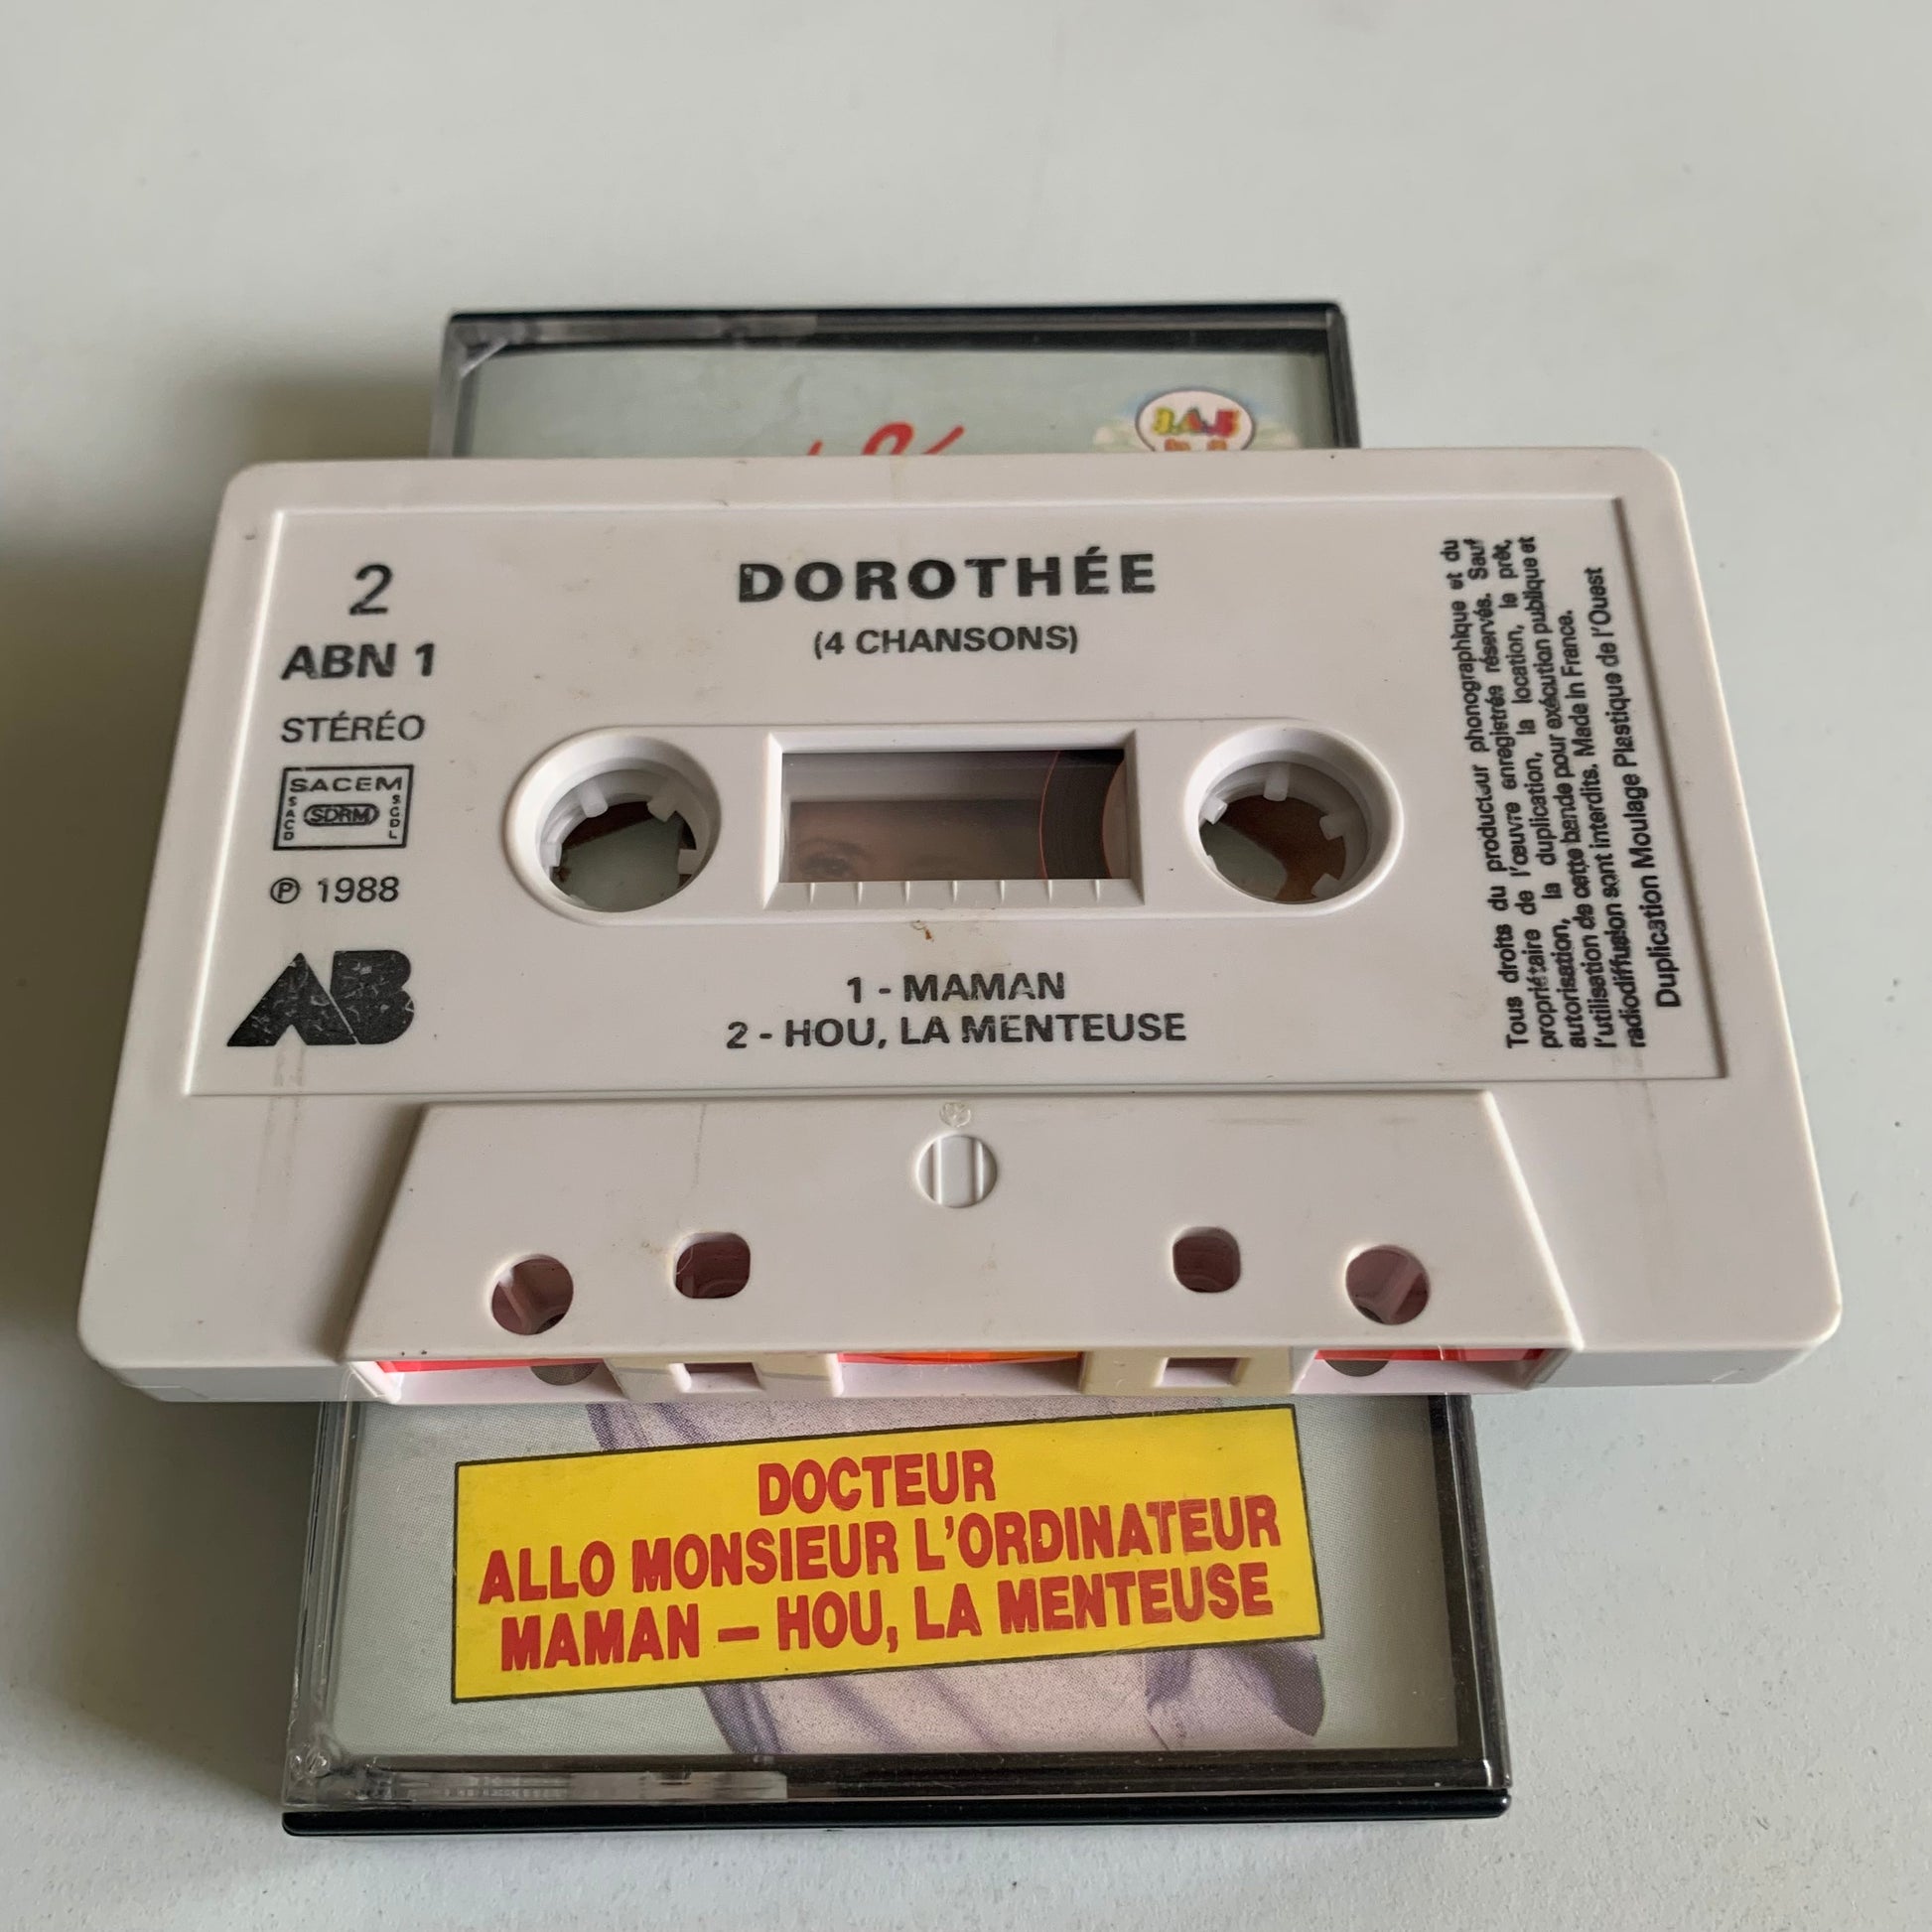 2
ABN 1
STÉRÉO
SACEM
SACD
SDRM
SGDL
℗ 1988
AB
DOROTHÉE
(4 CHANSONS)
1 - MAMAN
2 - HOU, LA MENTEUSE
Tous droits du producteur phonographique et du
propriétaire de l'œuvre enregistrée réservés. Sauf
autorisation, la duplication, la location, le prêt,
l'utilisation de cette bande pour exécution publique et
radiodiffusion sont interdits. Made in France.
Duplication Moulage Plastique de l'Ouest
DOCTEUR
ALLO MONSIEUR L'ORDINATEUR
MAMAN – HOU, LA MENTEUSE